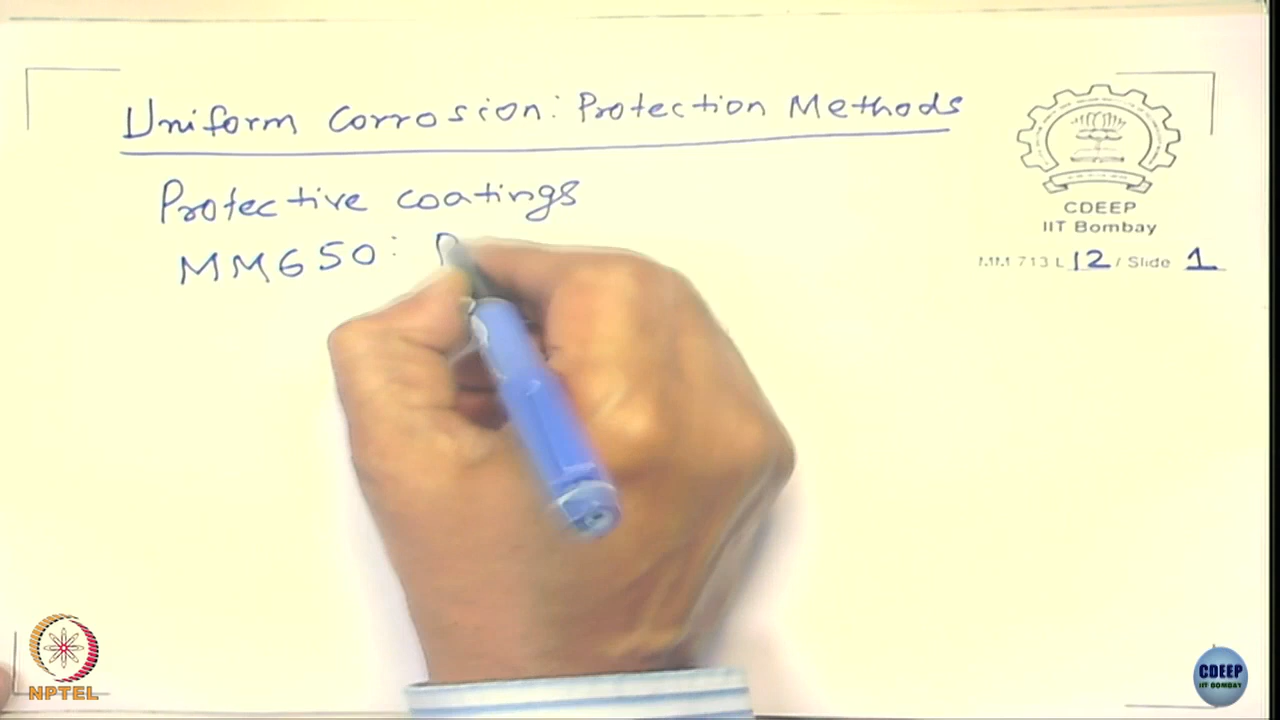 Uniform Corrosion: Protection Methods
Protective coatings
MM650:
CDEEP
IIT Bombay
MM 713 L 12 / Slide 1
NPTEL
CDEEP
IIT BOMBAY